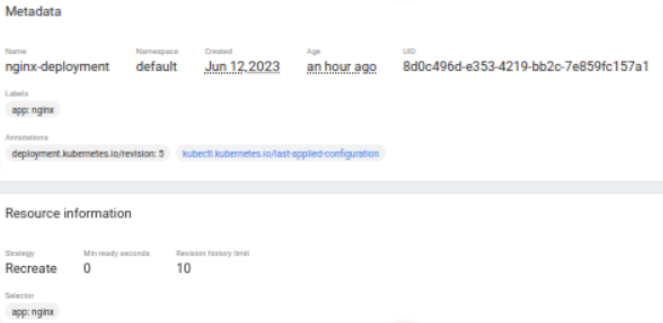 Metadata
Name Namespace Created Age UID
nginx-deployment default Jun 12, 2023 an hour ago 8d0c496d-e353-4219-bb2c-7e859fc157a1
Labels
app: nginx
Annotations
deployment.kubernetes.io/revision: 5 kubectl.kubernetes.io/last-applied-configuration
Resource information
Strategy Min ready seconds Revision history limit
Recreate 0 10
Selector
app: nginx